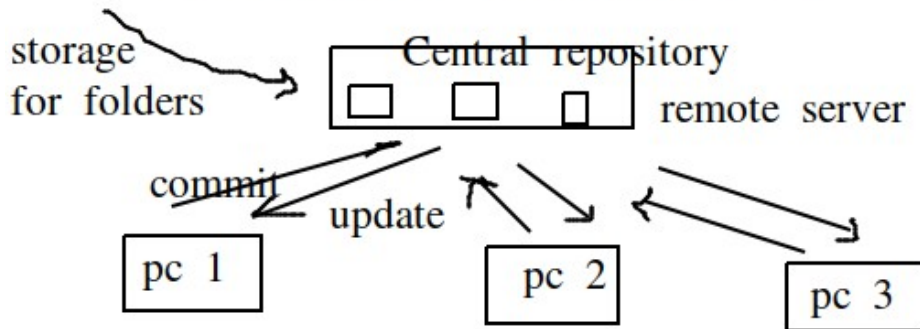 storage
for folders
Central repository
remote server
commit
update
pc 1
pc 2
pc 3